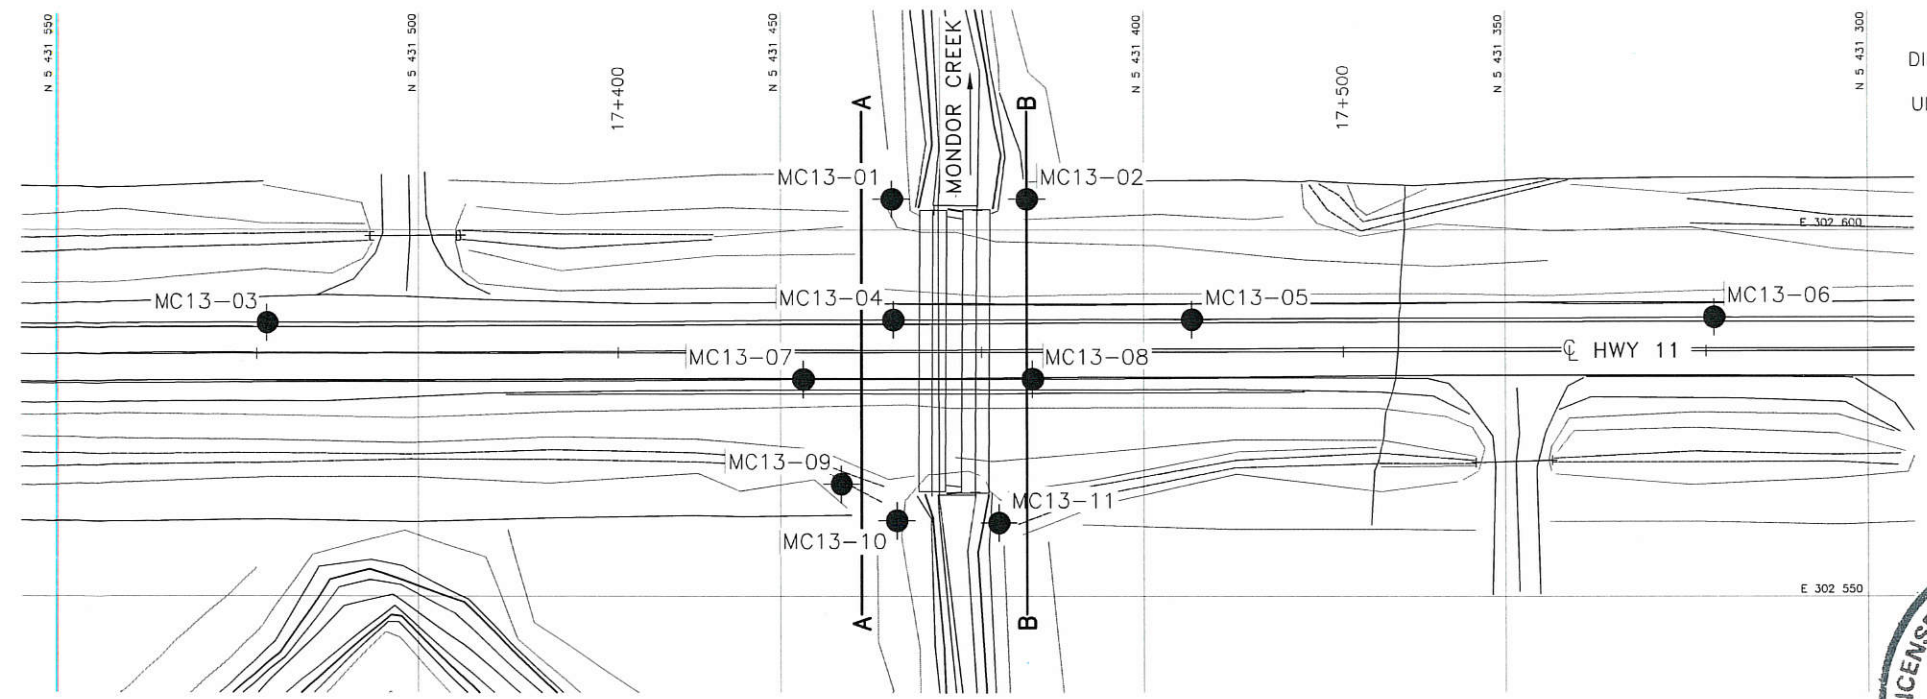 N 5 431 550
N 5 431 500
N 5 431 450
N 5 431 400
N 5 431 350
N 5 431 300
17+400
17+500
MONDOR CREEK
A
B
MC13-01
MC13-02
E 302 600
MC13-03
MC13-04
MC13-05
MC13-06
MC13-07
MC13-08
℄ HWY 11
MC13-09
MC13-10
MC13-11
E 302 550
A
B